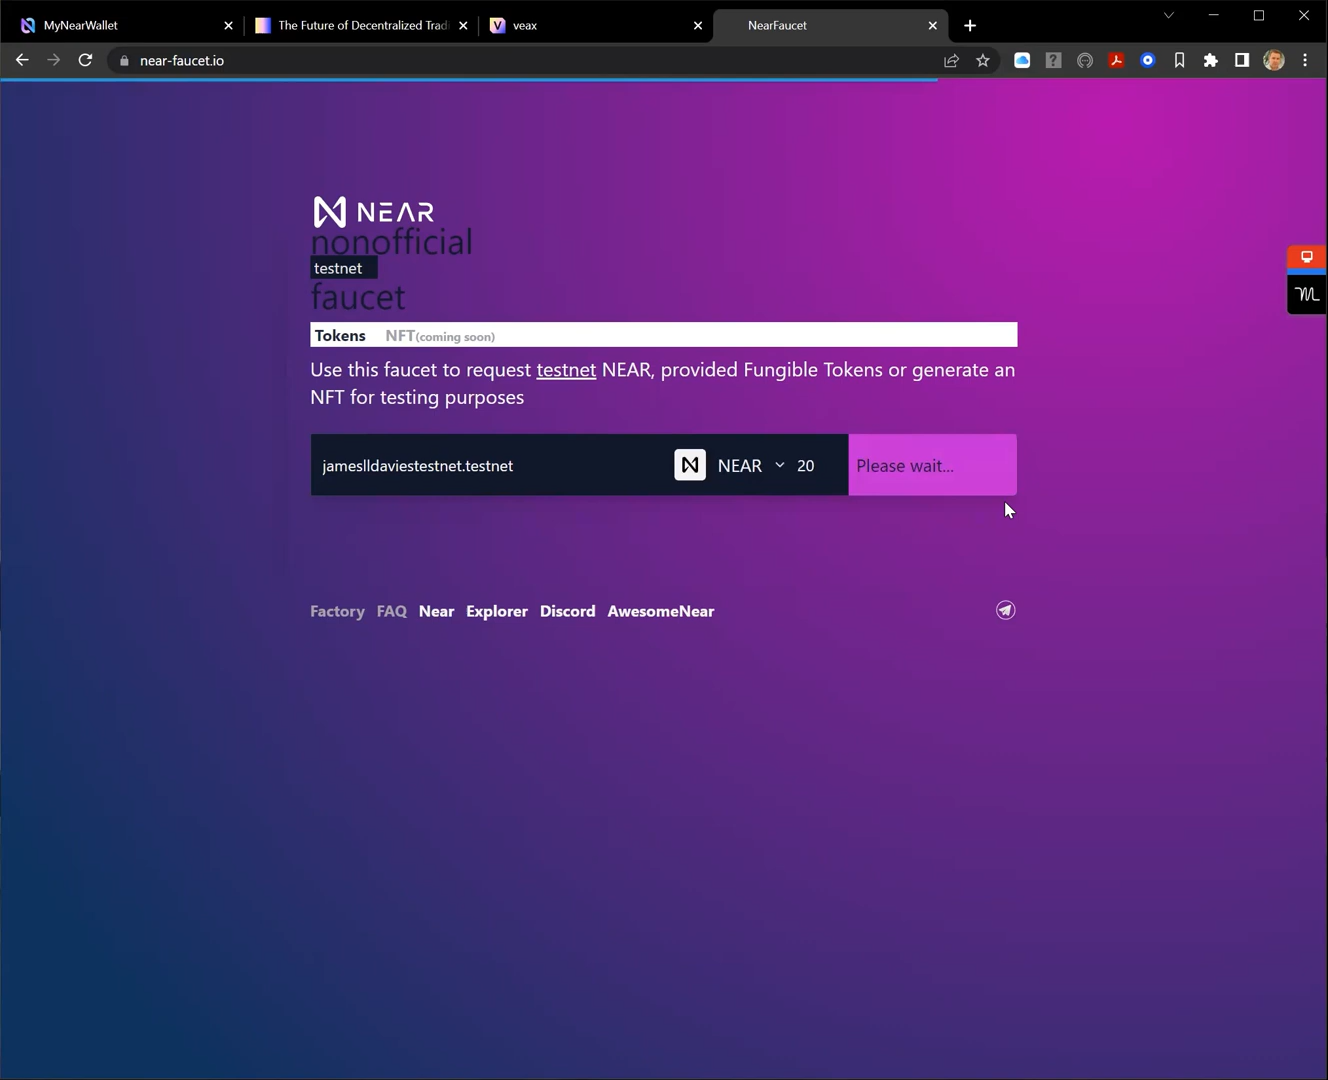 MyNearWallet
The Future of Decentralized Tradi
veax
NearFaucet
near-faucet.io
NEAR
nonofficial
testnet
faucet
Tokens NFT(coming soon)
Use this faucet to request testnet NEAR, provided Fungible Tokens or generate an
NFT for testing purposes
jameslldaviestestnet.testnet NEAR 20 Please wait...
Factory FAQ Near Explorer Discord AwesomeNear